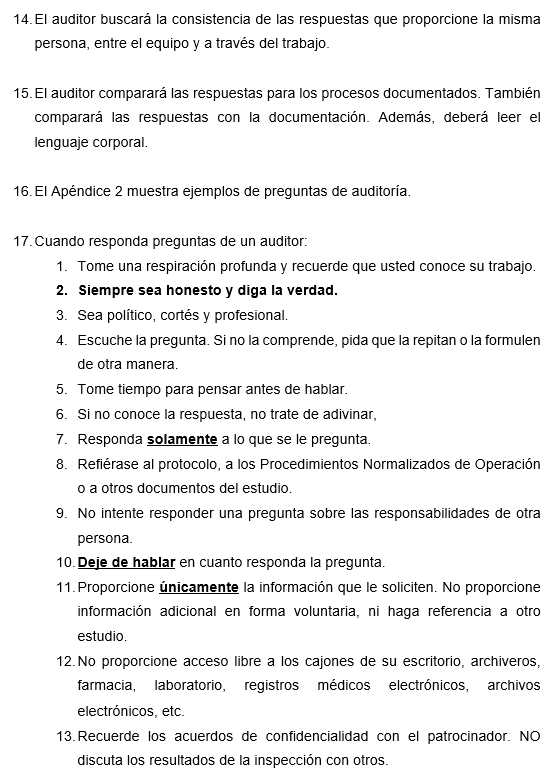 14. El auditor buscará la consistencia de las respuestas que proporcione la misma
persona, entre el equipo y a través del trabajo.
15. El auditor comparará las respuestas para los procesos documentados. También
comparará las respuestas con la documentación. Además, deberá leer el
lenguaje corporal.
16. El Apéndice 2 muestra ejemplos de preguntas de auditoría.
17. Cuando responda preguntas de un auditor:
1. Tome una respiración profunda y recuerde que usted conoce su trabajo.
2. Siempre sea honesto y diga la verdad.
3. Sea político, cortés y profesional.
4. Escuche la pregunta. Si no la comprende, pida que la repitan o la formulen
de otra manera.
5. Tome tiempo para pensar antes de hablar.
6. Si no conoce la respuesta, no trate de adivinar,
7. Responda solamente a lo que se le pregunta.
8. Refiérase al protocolo, a los Procedimientos Normalizados de Operación
o a otros documentos del estudio.
9. No intente responder una pregunta sobre las responsabilidades de otra
persona.
10. Deje de hablar en cuanto responda la pregunta.
11. Proporcione únicamente la información que le soliciten. No proporcione
información adicional en forma voluntaria, ni haga referencia a otro
estudio.
12. No proporcione acceso libre a los cajones de su escritorio, archiveros,
farmacia, laboratorio, registros médicos electrónicos, archivos
electrónicos, etc.
13. Recuerde los acuerdos de confidencialidad con el patrocinador. NO
discuta los resultados de la inspección con otros.